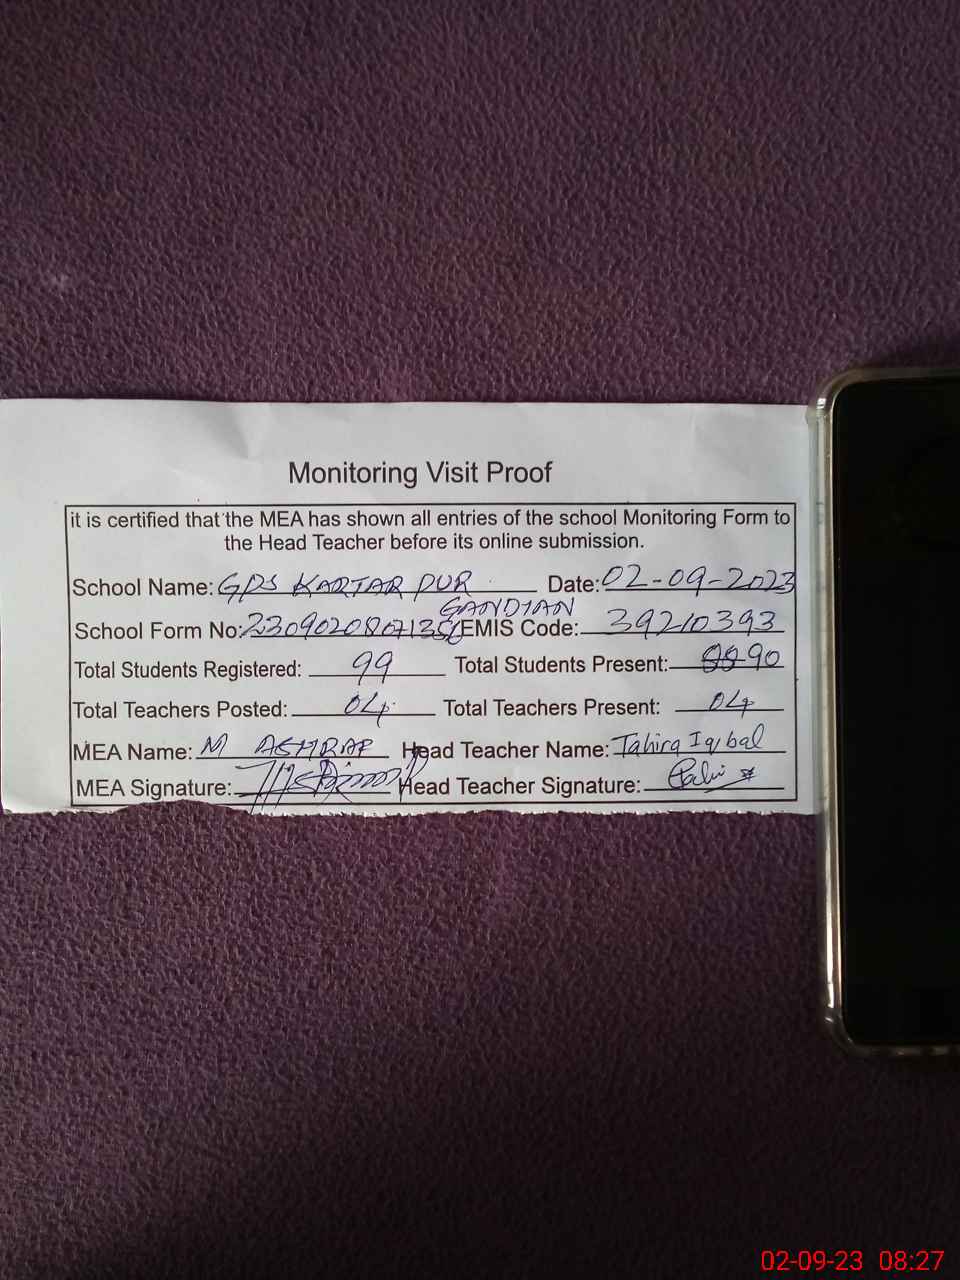 Monitoring Visit Proof
it is certified that the MEA has shown all entries of the school Monitoring Form to
the Head Teacher before its online submission.
School Name: GPS KARTAR PUR Date: 02-09-2023
GANDIAN
School Form No: EMIS Code: 39210393
Total Students Registered: 99 Total Students Present: 90
Total Teachers Posted: 04 Total Teachers Present: 04
MEA Name: M ASHRAF Head Teacher Name: Tahira Iqbal
MEA Signature: Head Teacher Signature:
02-09-23 08:27